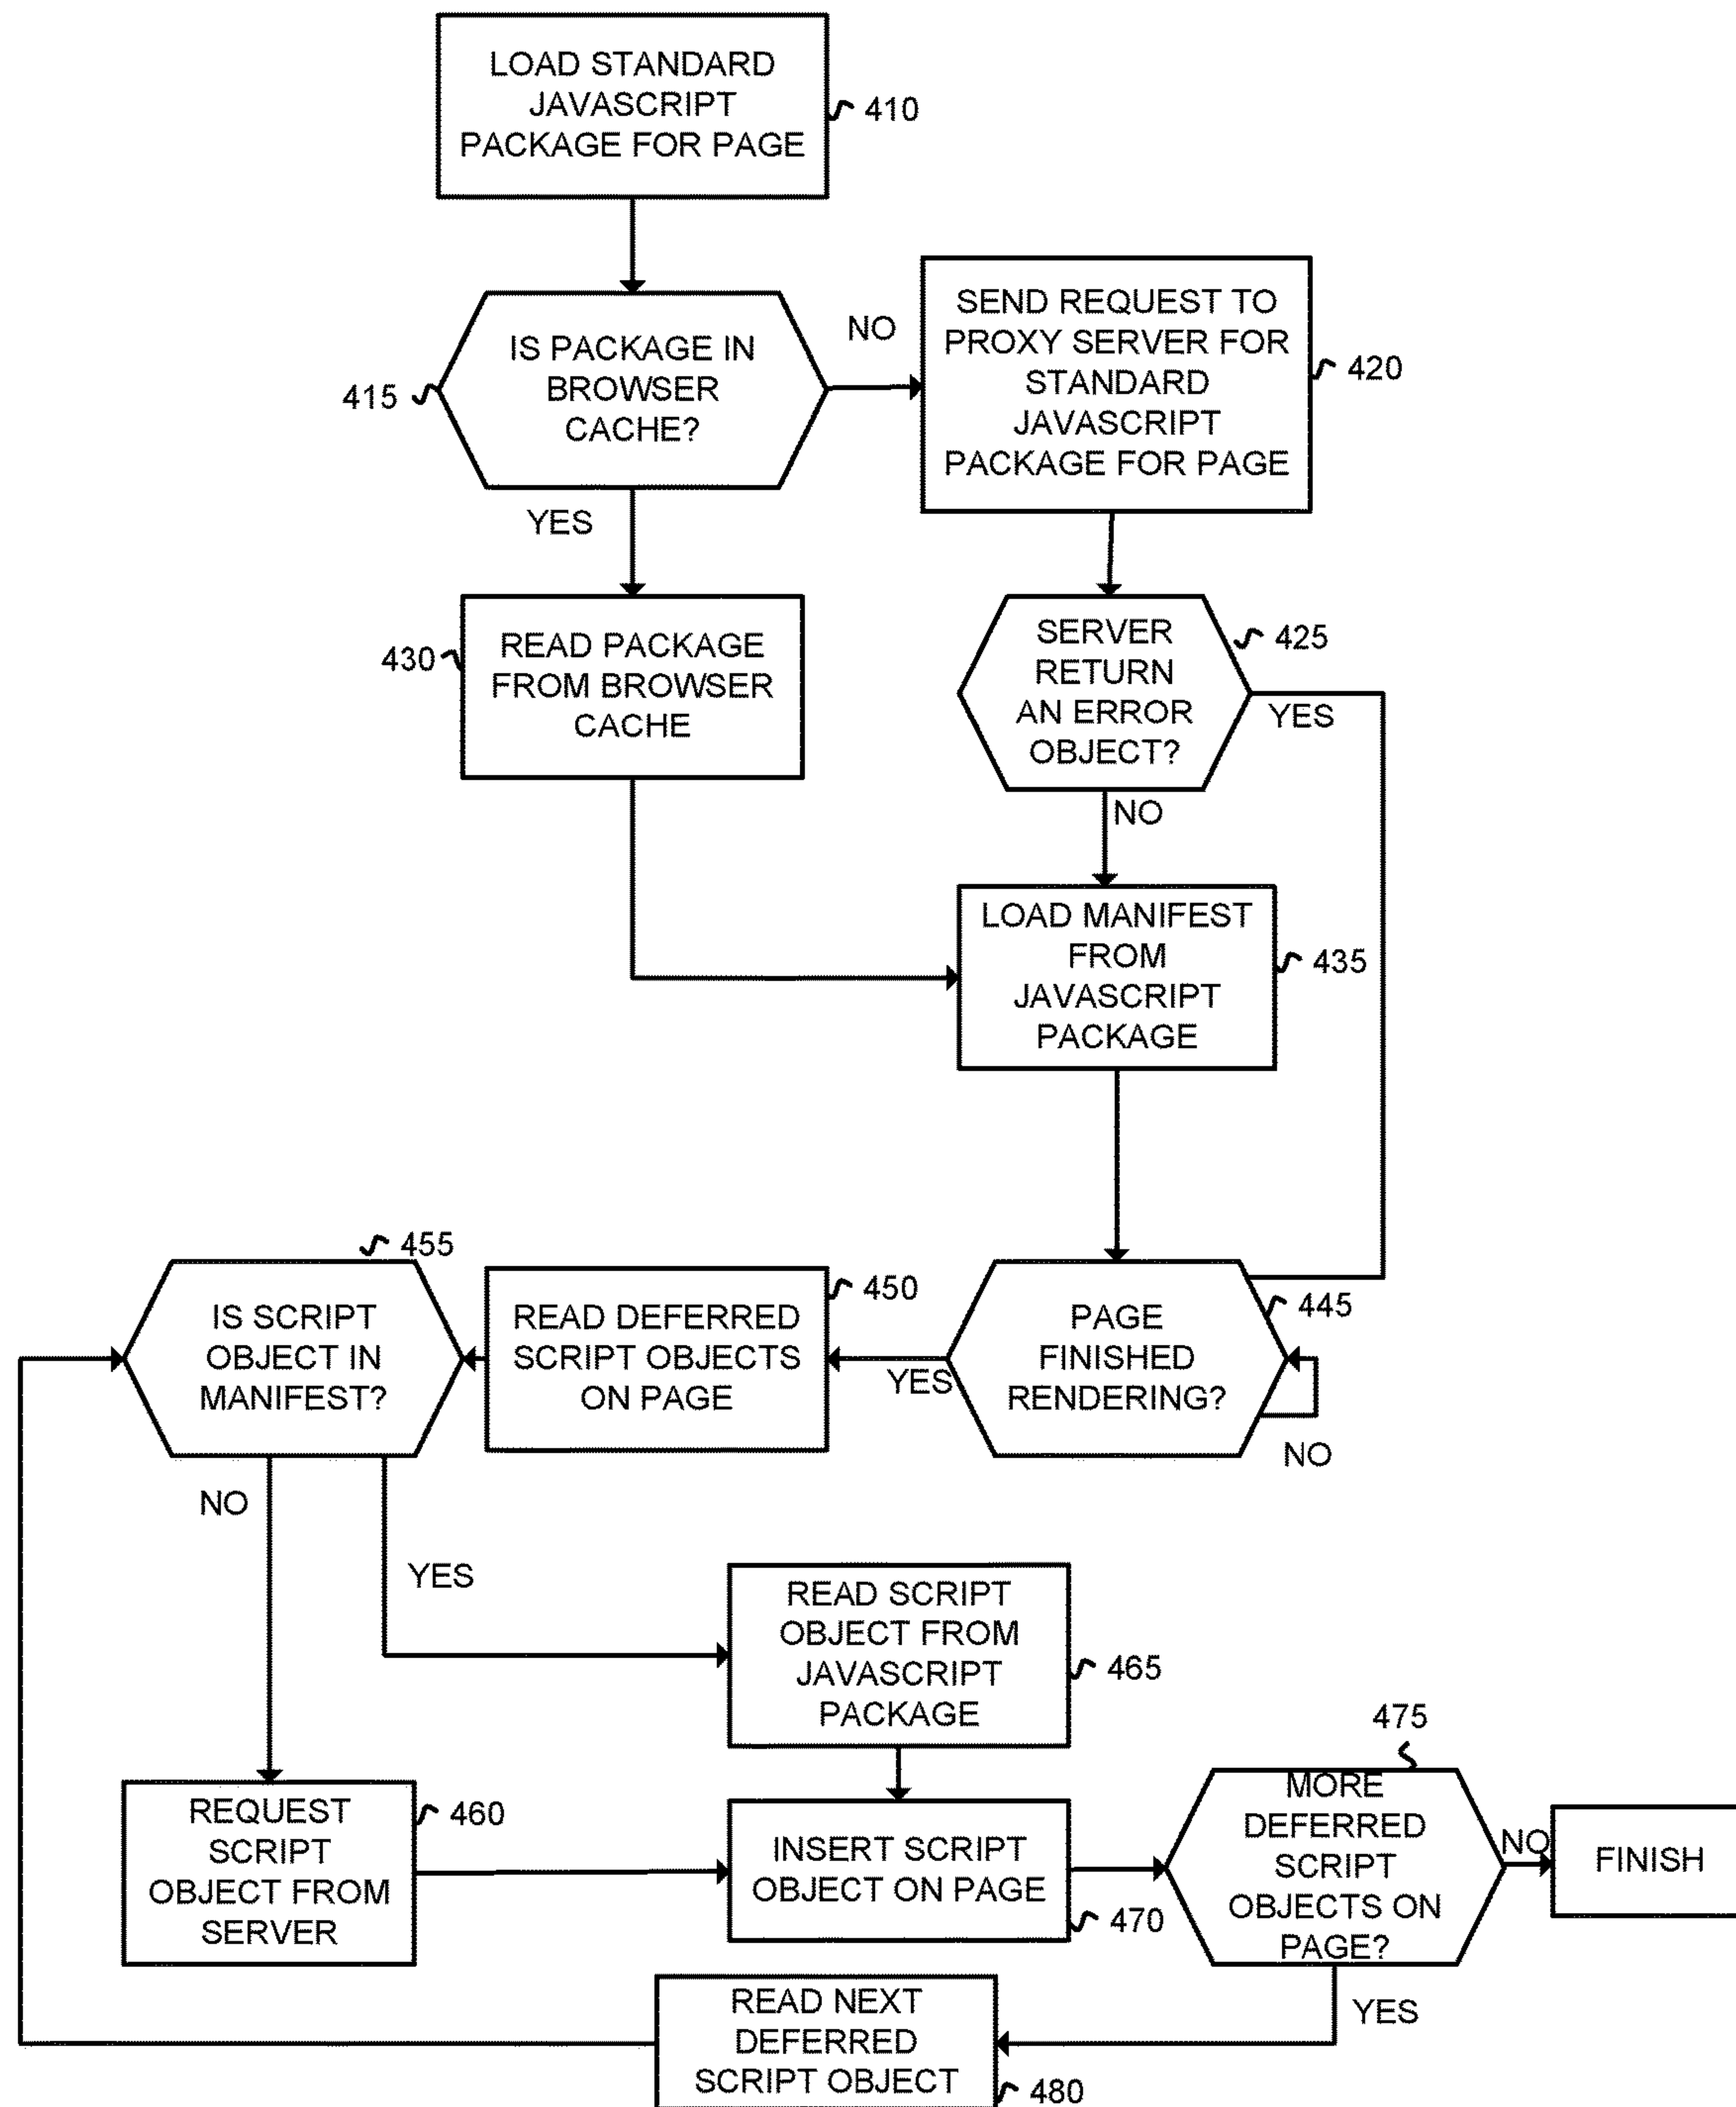 LOAD STANDARD
JAVASCRIPT
PACKAGE FOR PAGE
410
IS PACKAGE IN
BROWSER
CACHE?
415
NO
YES
SEND REQUEST TO
PROXY SERVER FOR
STANDARD
JAVASCRIPT
PACKAGE FOR PAGE
420
READ PACKAGE
FROM BROWSER
CACHE
430
SERVER
RETURN
AN ERROR
OBJECT?
425
YES
NO
LOAD MANIFEST
FROM
JAVASCRIPT
PACKAGE
435
PAGE
FINISHED
RENDERING?
445
YES
NO
READ DEFERRED
SCRIPT OBJECTS
ON PAGE
450
IS SCRIPT
OBJECT IN
MANIFEST?
455
NO
YES
READ SCRIPT
OBJECT FROM
JAVASCRIPT
PACKAGE
465
REQUEST
SCRIPT
OBJECT FROM
SERVER
460
INSERT SCRIPT
OBJECT ON PAGE
470
475
MORE
DEFERRED
SCRIPT
OBJECTS ON
PAGE?
NO
FINISH
YES
READ NEXT
DEFERRED
SCRIPT OBJECT
480